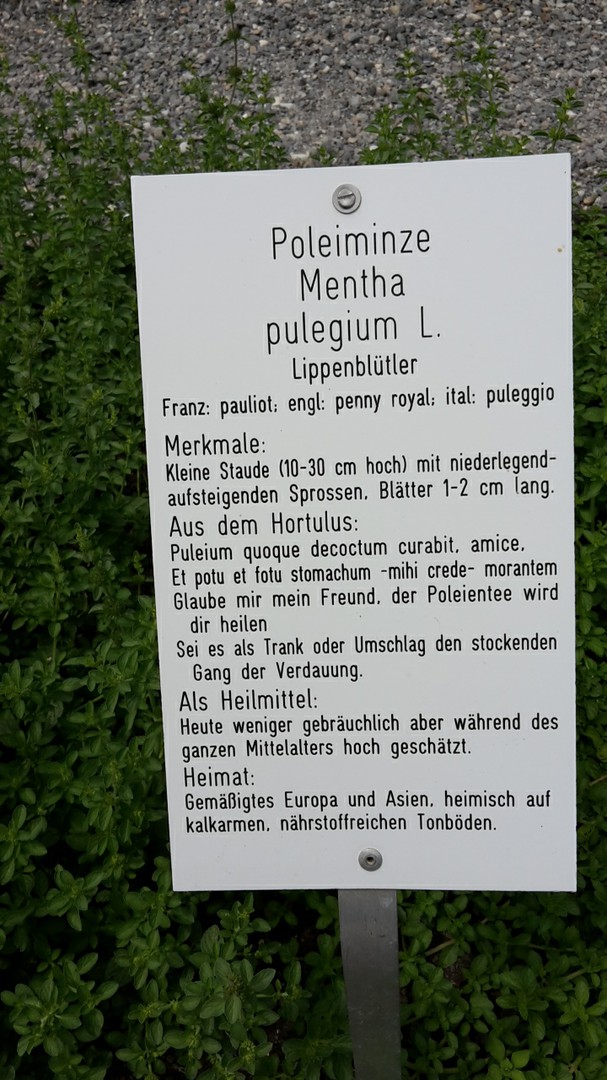 Poleiminze
Mentha
pulegium L.
Lippenblütler
Franz: pauliot; engl: penny royal; ital: puleggio
Merkmale:
Kleine Staude (10-30 cm hoch) mit niederlegend-
aufsteigenden Sprossen, Blätter 1-2 cm lang.
Aus dem Hortulus:
Puleium quoque decoctum curabit, amice,
Et potu et fotu stomachum -mihi crede- morantem
Glaube mir mein Freund, der Poleientee wird
dir heilen
Sei es als Trank oder Umschlag den stockenden
Gang der Verdauung.
Als Heilmittel:
Heute weniger gebräuchlich aber während des
ganzen Mittelalters hoch geschätzt.
Heimat:
Gemäßigtes Europa und Asien, heimisch auf
kalkarmen, nährstoffreichen Tonböden.